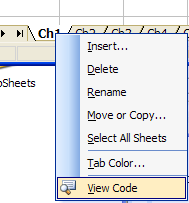 Ch1 Ch2 Ch3 Ch4
Insert...
Delete
oSheets
Rename
Move or Copy...
Select All Sheets
Tab Color...
View Code